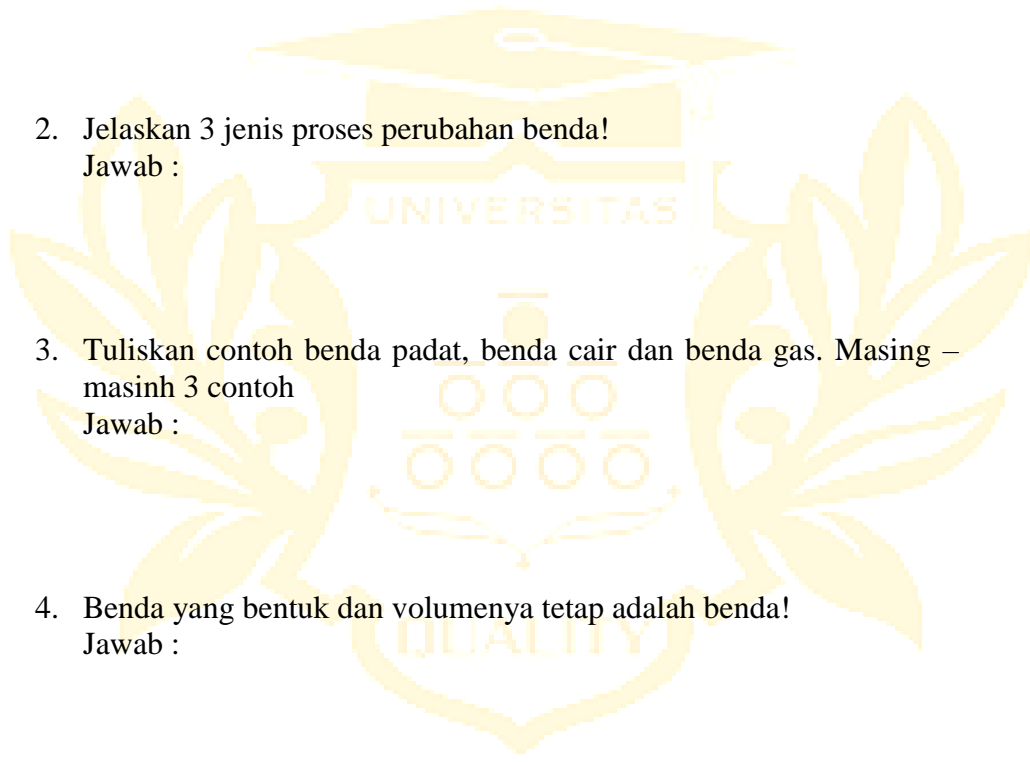 2. Jelaskan 3 jenis proses perubahan benda!
Jawab :
UNIVERSITAS
3. Tuliskan contoh benda padat, benda cair dan benda gas. Masing –
masinh 3 contoh
Jawab :
4. Benda yang bentuk dan volumenya tetap adalah benda!
Jawab :
QUALITY